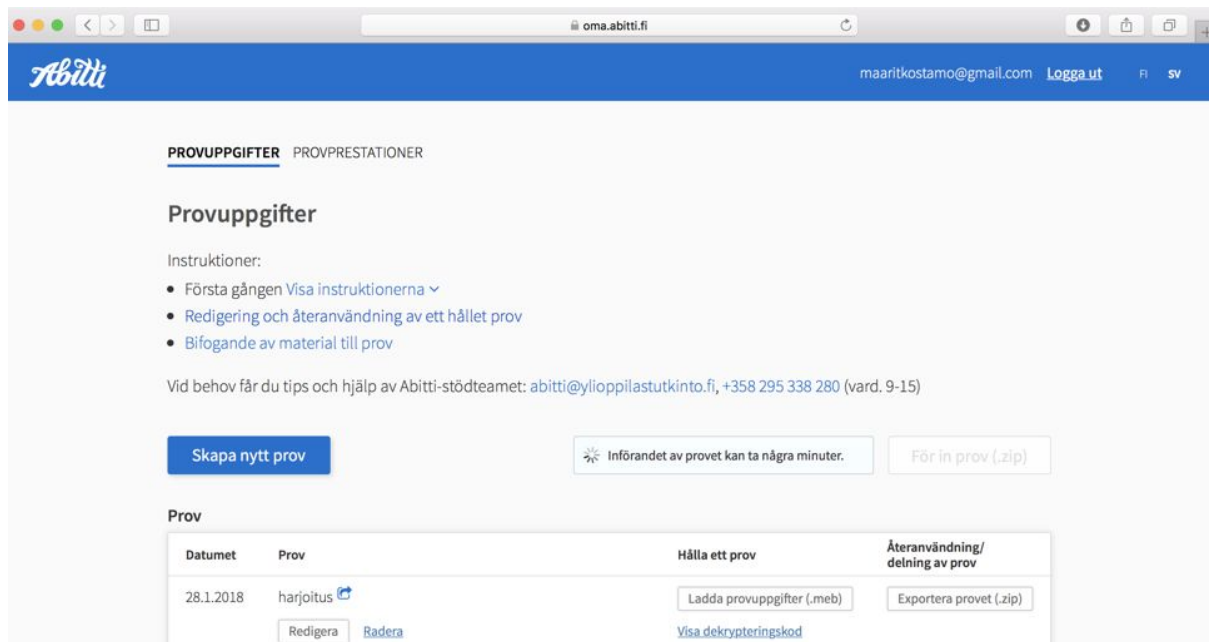 oma.abitti.fi
Abitti
maaritkostamo@gmail.com Logga ut FI SV
PROVUPPGIFTER PROVPRESTATIONER
Provuppgifter
Instruktioner:
• Första gången Visa instruktionerna
• Redigering och återanvändning av ett hållet prov
• Bifogande av material till prov
Vid behov får du tips och hjälp av Abitti-stödteamet: abitti@ylioppilastutkinto.fi, +358 295 338 280 (vard. 9-15)
Skapa nytt prov
Införandet av provet kan ta några minuter.
För in prov (.zip)
Prov
Datumet Prov Hålla ett prov Återanvändning/
delning av prov
28.1.2018 harjoitus Ladda provuppgifter (.meb) Exportera provet (.zip)
Redigera Radera Visa dekrypteringskod